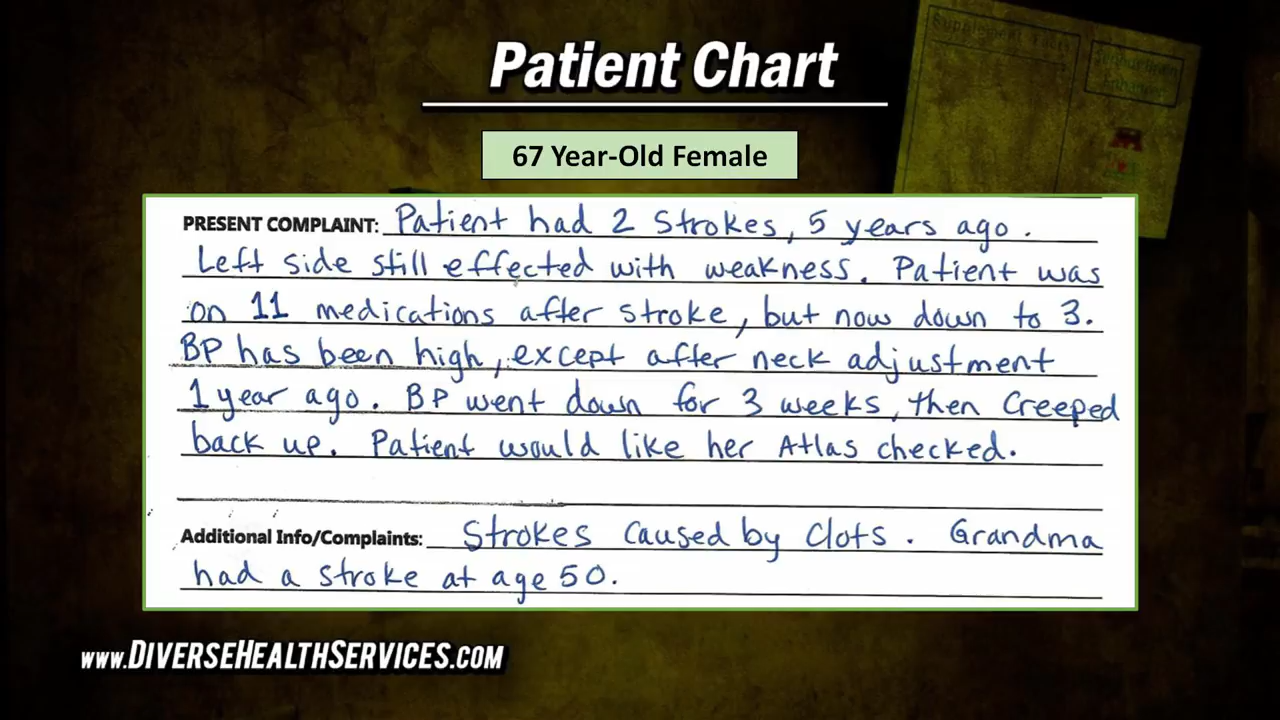 Patient Chart
67 Year-Old Female
PRESENT COMPLAINT: Patient had 2 Strokes, 5 years ago.
Left side still effected with weakness. Patient was
on 11 medications after stroke, but now down to 3.
BP has been high, except after neck adjustment
1 year ago. BP went down for 3 weeks, then creeped
back up. Patient would like her Atlas checked.
Additional Info/Complaints: Strokes caused by clots. Grandma
had a stroke at age 50.
www.DiverseHealthServices.com
Supplement Facts